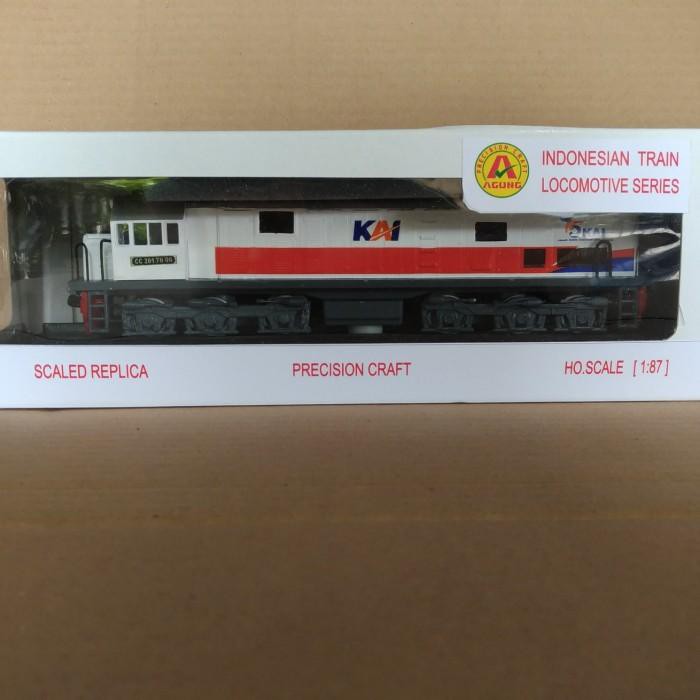 PRECISION CRAFT
A
AGUNG
INDONESIAN TRAIN
LOCOMOTIVE SERIES
KAI
KAI
CC 201 78 06
SCALED REPLICA
PRECISION CRAFT
HO.SCALE [ 1:87 ]